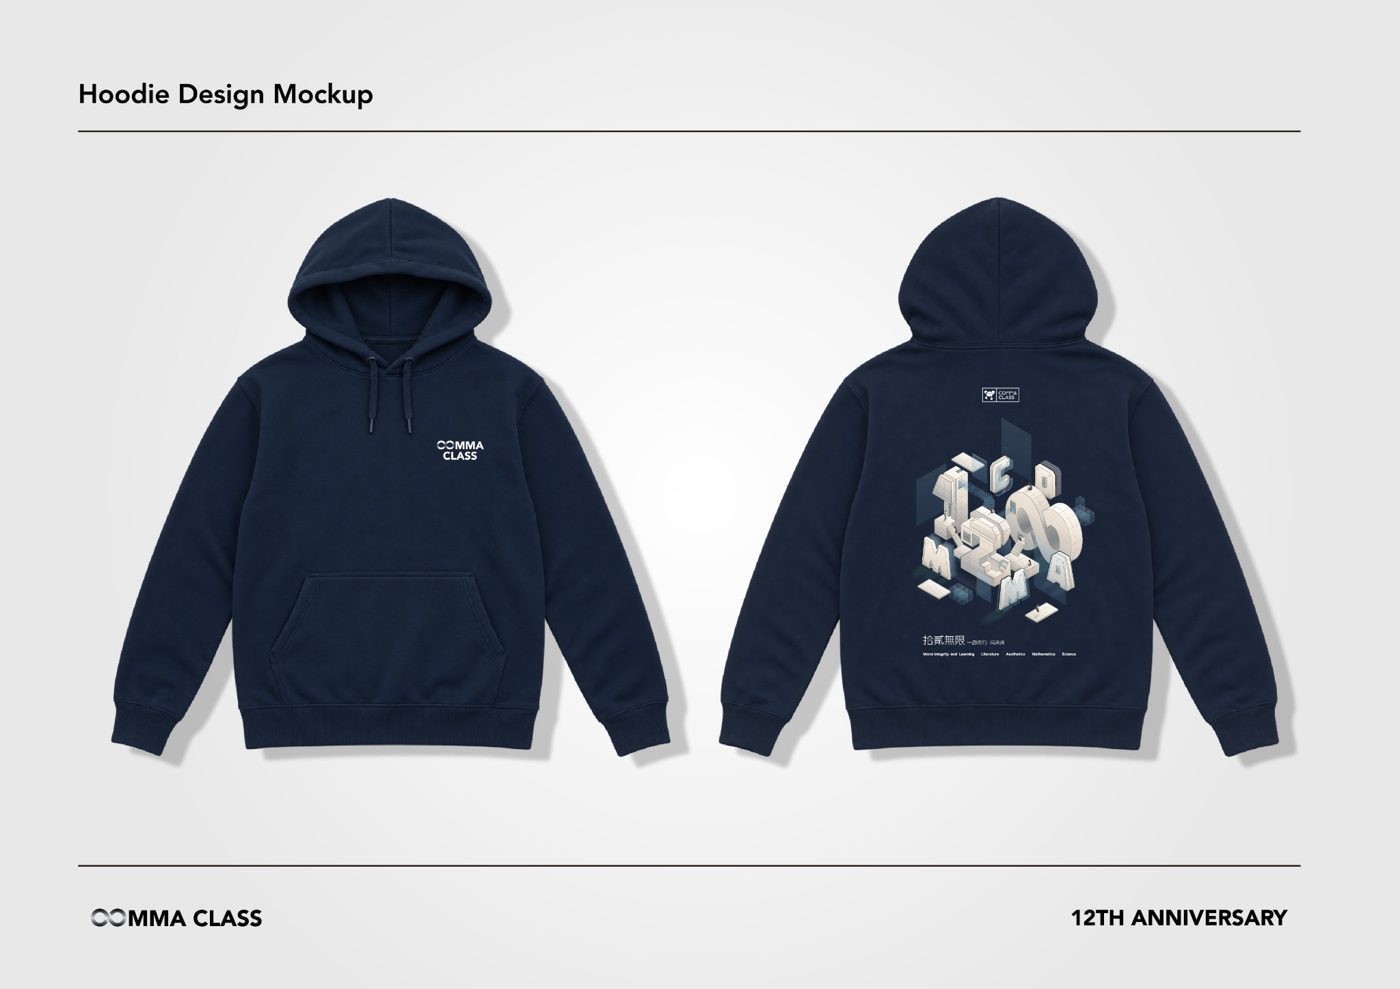 Hoodie Design Mockup
COMMA
CLASS
COMMA
CLASS
12
C
O
M
M
A
拾貳無限
Moral Integrity and Learning Literature Aesthetics Mathematics Science
COMMA CLASS
12TH ANNIVERSARY